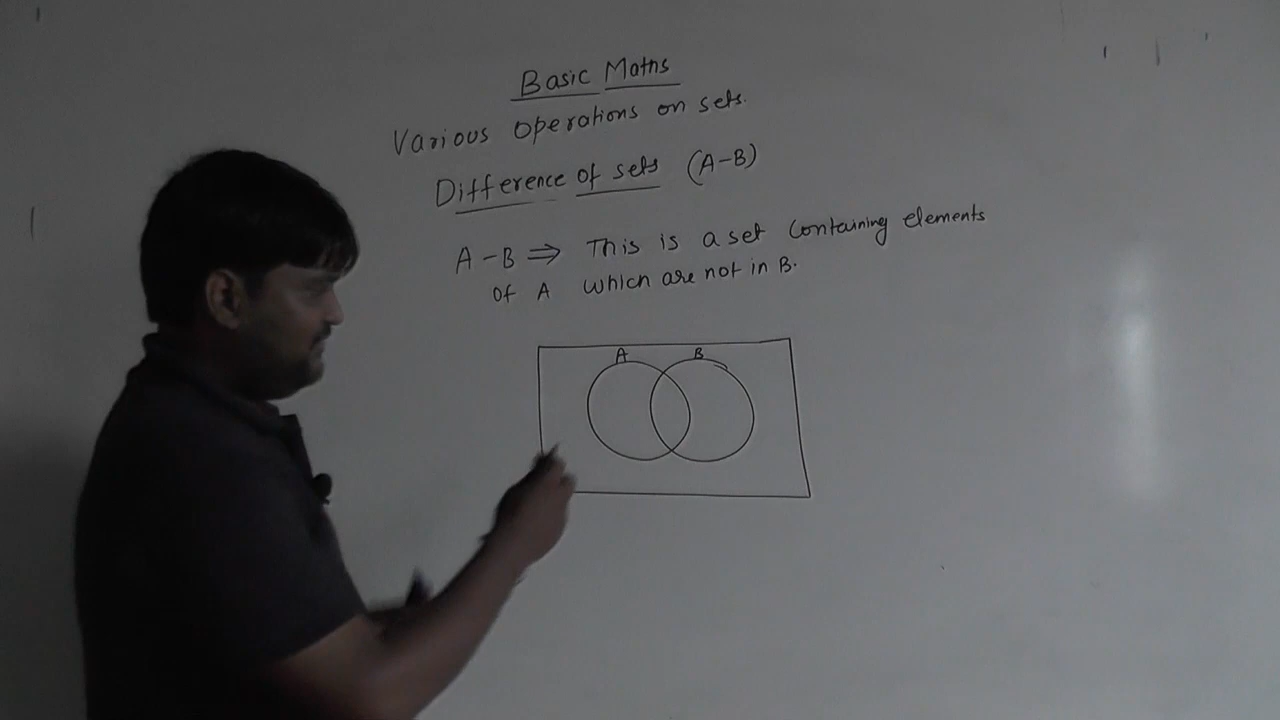 Basic Maths
Various Operations on sets.
Difference of sets (A-B)
A-B ⇒ This is a set Containing elements
of A which are not in B.
A B